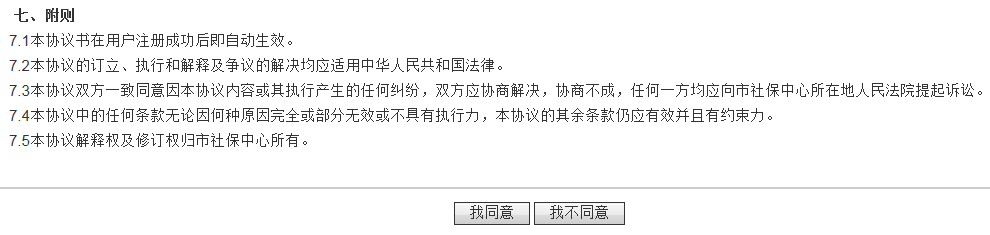 七、附则
7.1本协议书在用户注册成功后即自动生效。
7.2本协议的订立、执行和解释及争议的解决均应适用中华人民共和国法律。
7.3本协议双方一致同意因本协议内容或其执行产生的任何纠纷，双方应协商解决，协商不成，任何一方均应向市社保中心所在地人民法院提起诉讼。
7.4本协议中的任何条款无论因何种原因完全或部分无效或不具有执行力，本协议的其余条款仍应有效并且有约束力。
7.5本协议解释权及修订权归市社保中心所有。
我同意 我不同意